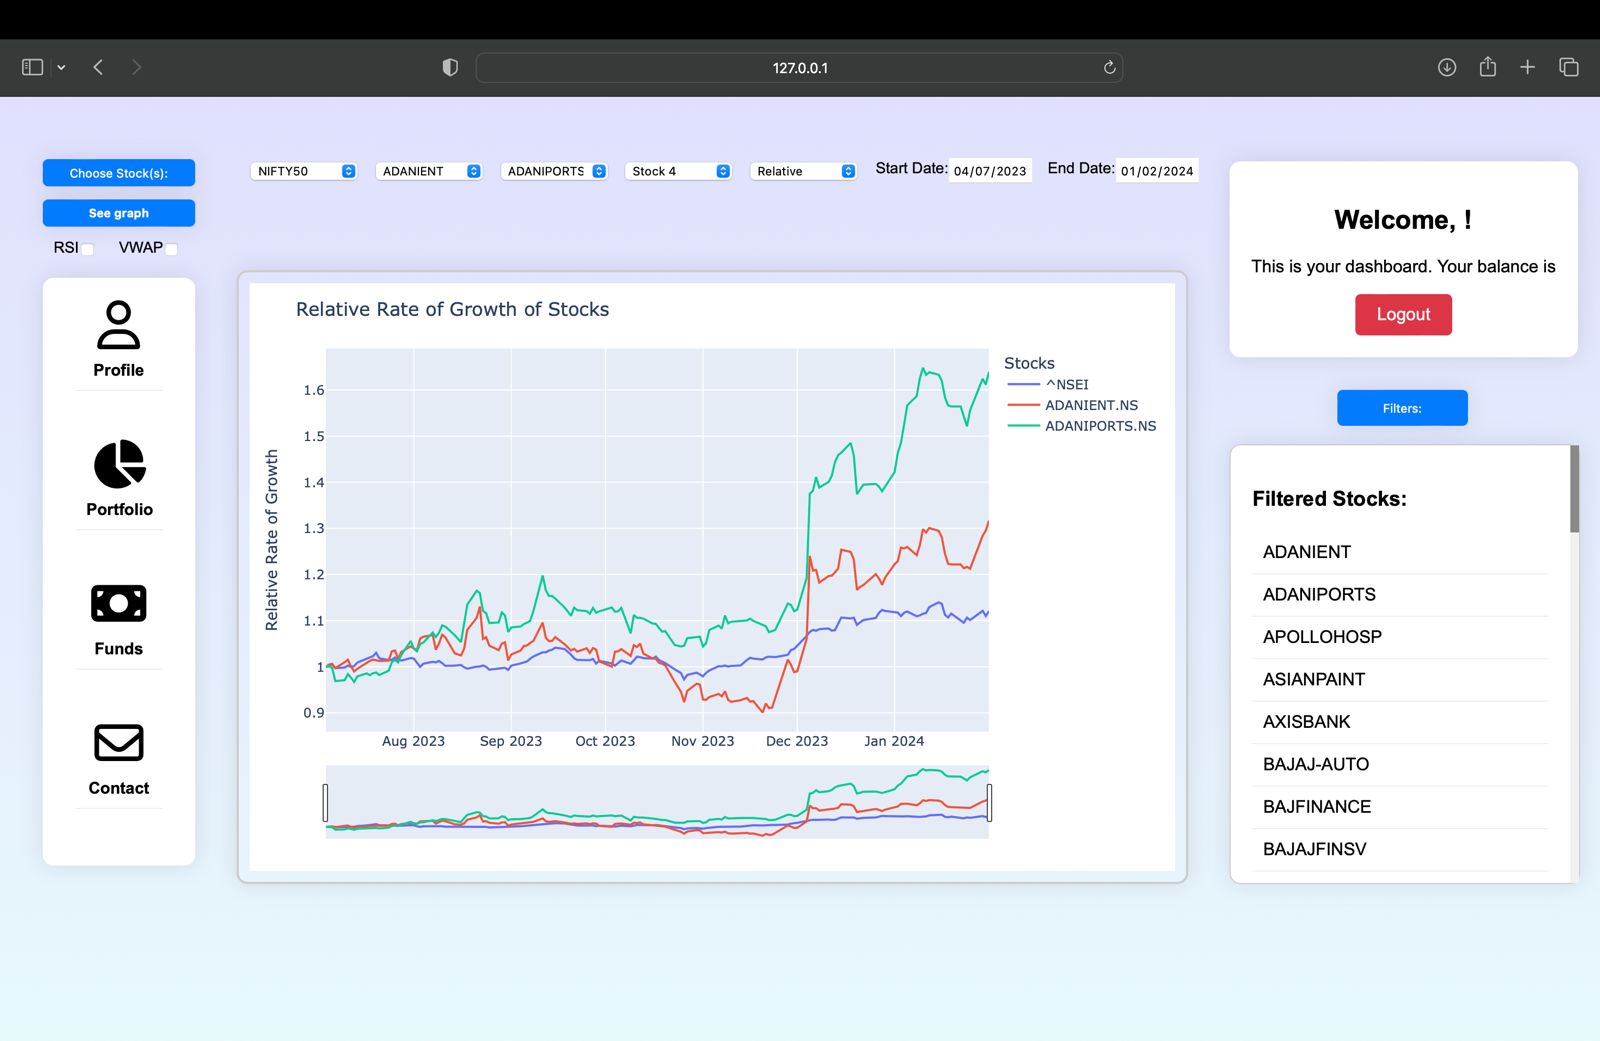 127.0.0.1
Choose Stock(s):
See graph
RSI VWAP
NIFTY50 ADANIENT ADANIPORTS Stock 4 Relative Start Date: 04/07/2023 End Date: 01/02/2024
Profile
Portfolio
Funds
Contact
Relative Rate of Growth of Stocks
Relative Rate of Growth
1.6
1.5
1.4
1.3
1.2
1.1
1
0.9
Aug 2023 Sep 2023 Oct 2023 Nov 2023 Dec 2023 Jan 2024
Stocks
^NSEI
ADANIENT.NS
ADANIPORTS.NS
Welcome, !
This is your dashboard. Your balance is
Logout
Filters:
Filtered Stocks:
ADANIENT
ADANIPORTS
APOLLOHOSP
ASIANPAINT
AXISBANK
BAJAJ-AUTO
BAJFINANCE
BAJAJFINSV